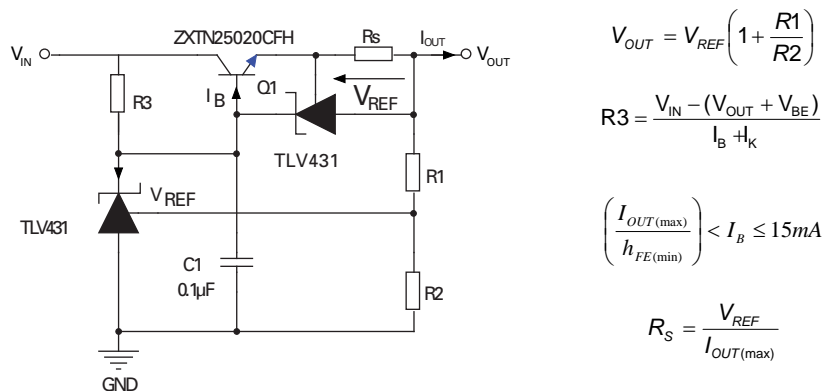 ZXTN25020CFH
V_IN
Rs
I_OUT
V_OUT
R3
I_B
Q1
V_REF
TLV431
R1
V_REF
TLV431
C1
0.1µF
R2
GND
V_OUT = V_REF(1 + R1/R2)
R3 = (V_IN − (V_OUT + V_BE))/(I_B + I_K)
(I_OUT(max)/h_FE(min)) < I_B ≤ 15mA
R_S = V_REF/I_OUT(max)